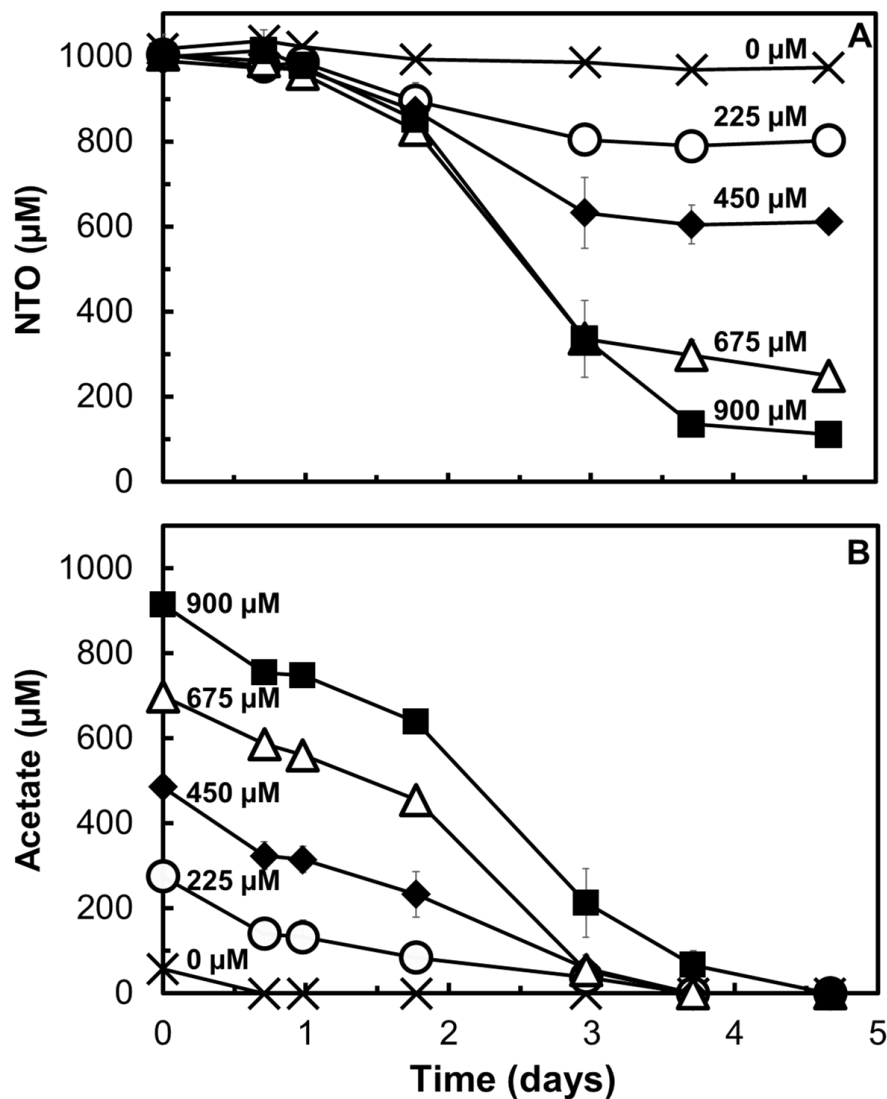 A
1000
800
600
400
200
0
NTO (µM)
0 µM
225 µM
450 µM
675 µM
900 µM
B
1000
800
600
400
200
0
Acetate (µM)
900 µM
675 µM
450 µM
225 µM
0 µM
0 1 2 3 4 5
Time (days)